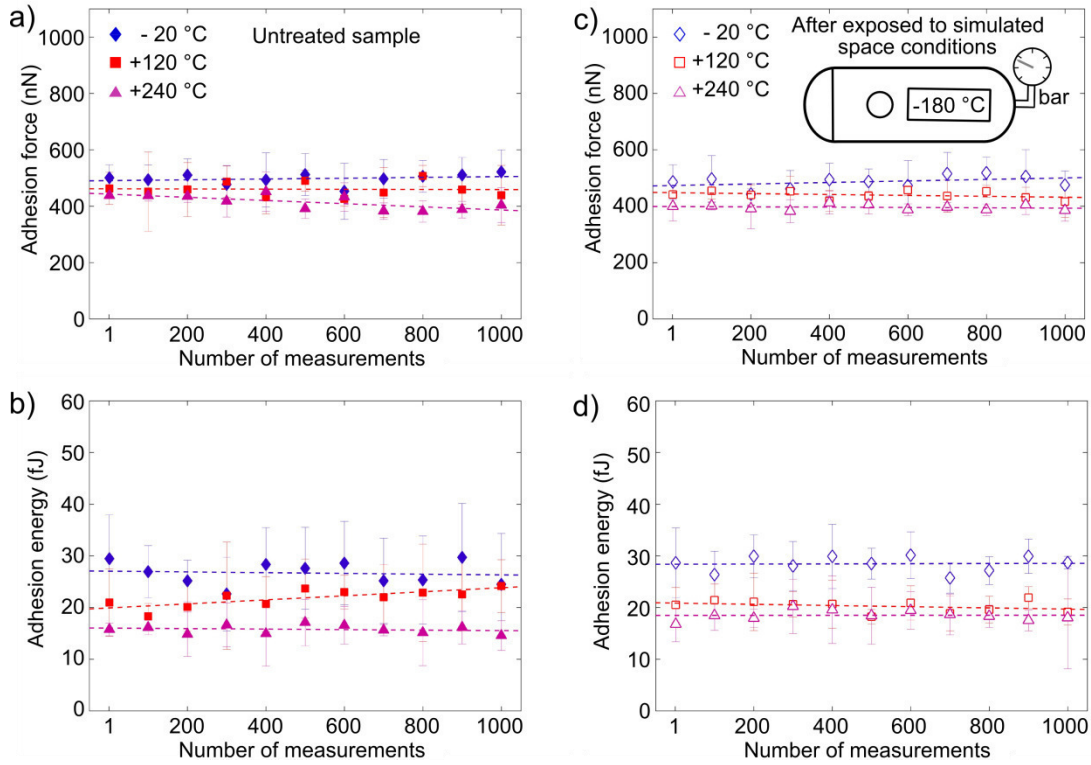 a)
Untreated sample
- 20 °C
+120 °C
+240 °C
1000
800
600
400
200
0
Adhesion force (nN)
1 200 400 600 800 1000
Number of measurements
c)
After exposed to simulated
space conditions
- 20 °C
+120 °C
+240 °C
-180 °C
bar
1000
800
600
400
200
0
Adhesion force (nN)
1 200 400 600 800 1000
Number of measurements
b)
60
50
40
30
20
10
0
Adhesion energy (fJ)
1 200 400 600 800 1000
Number of measurements
d)
60
50
40
30
20
10
0
Adhesion energy (fJ)
1 200 400 600 800 1000
Number of measurements